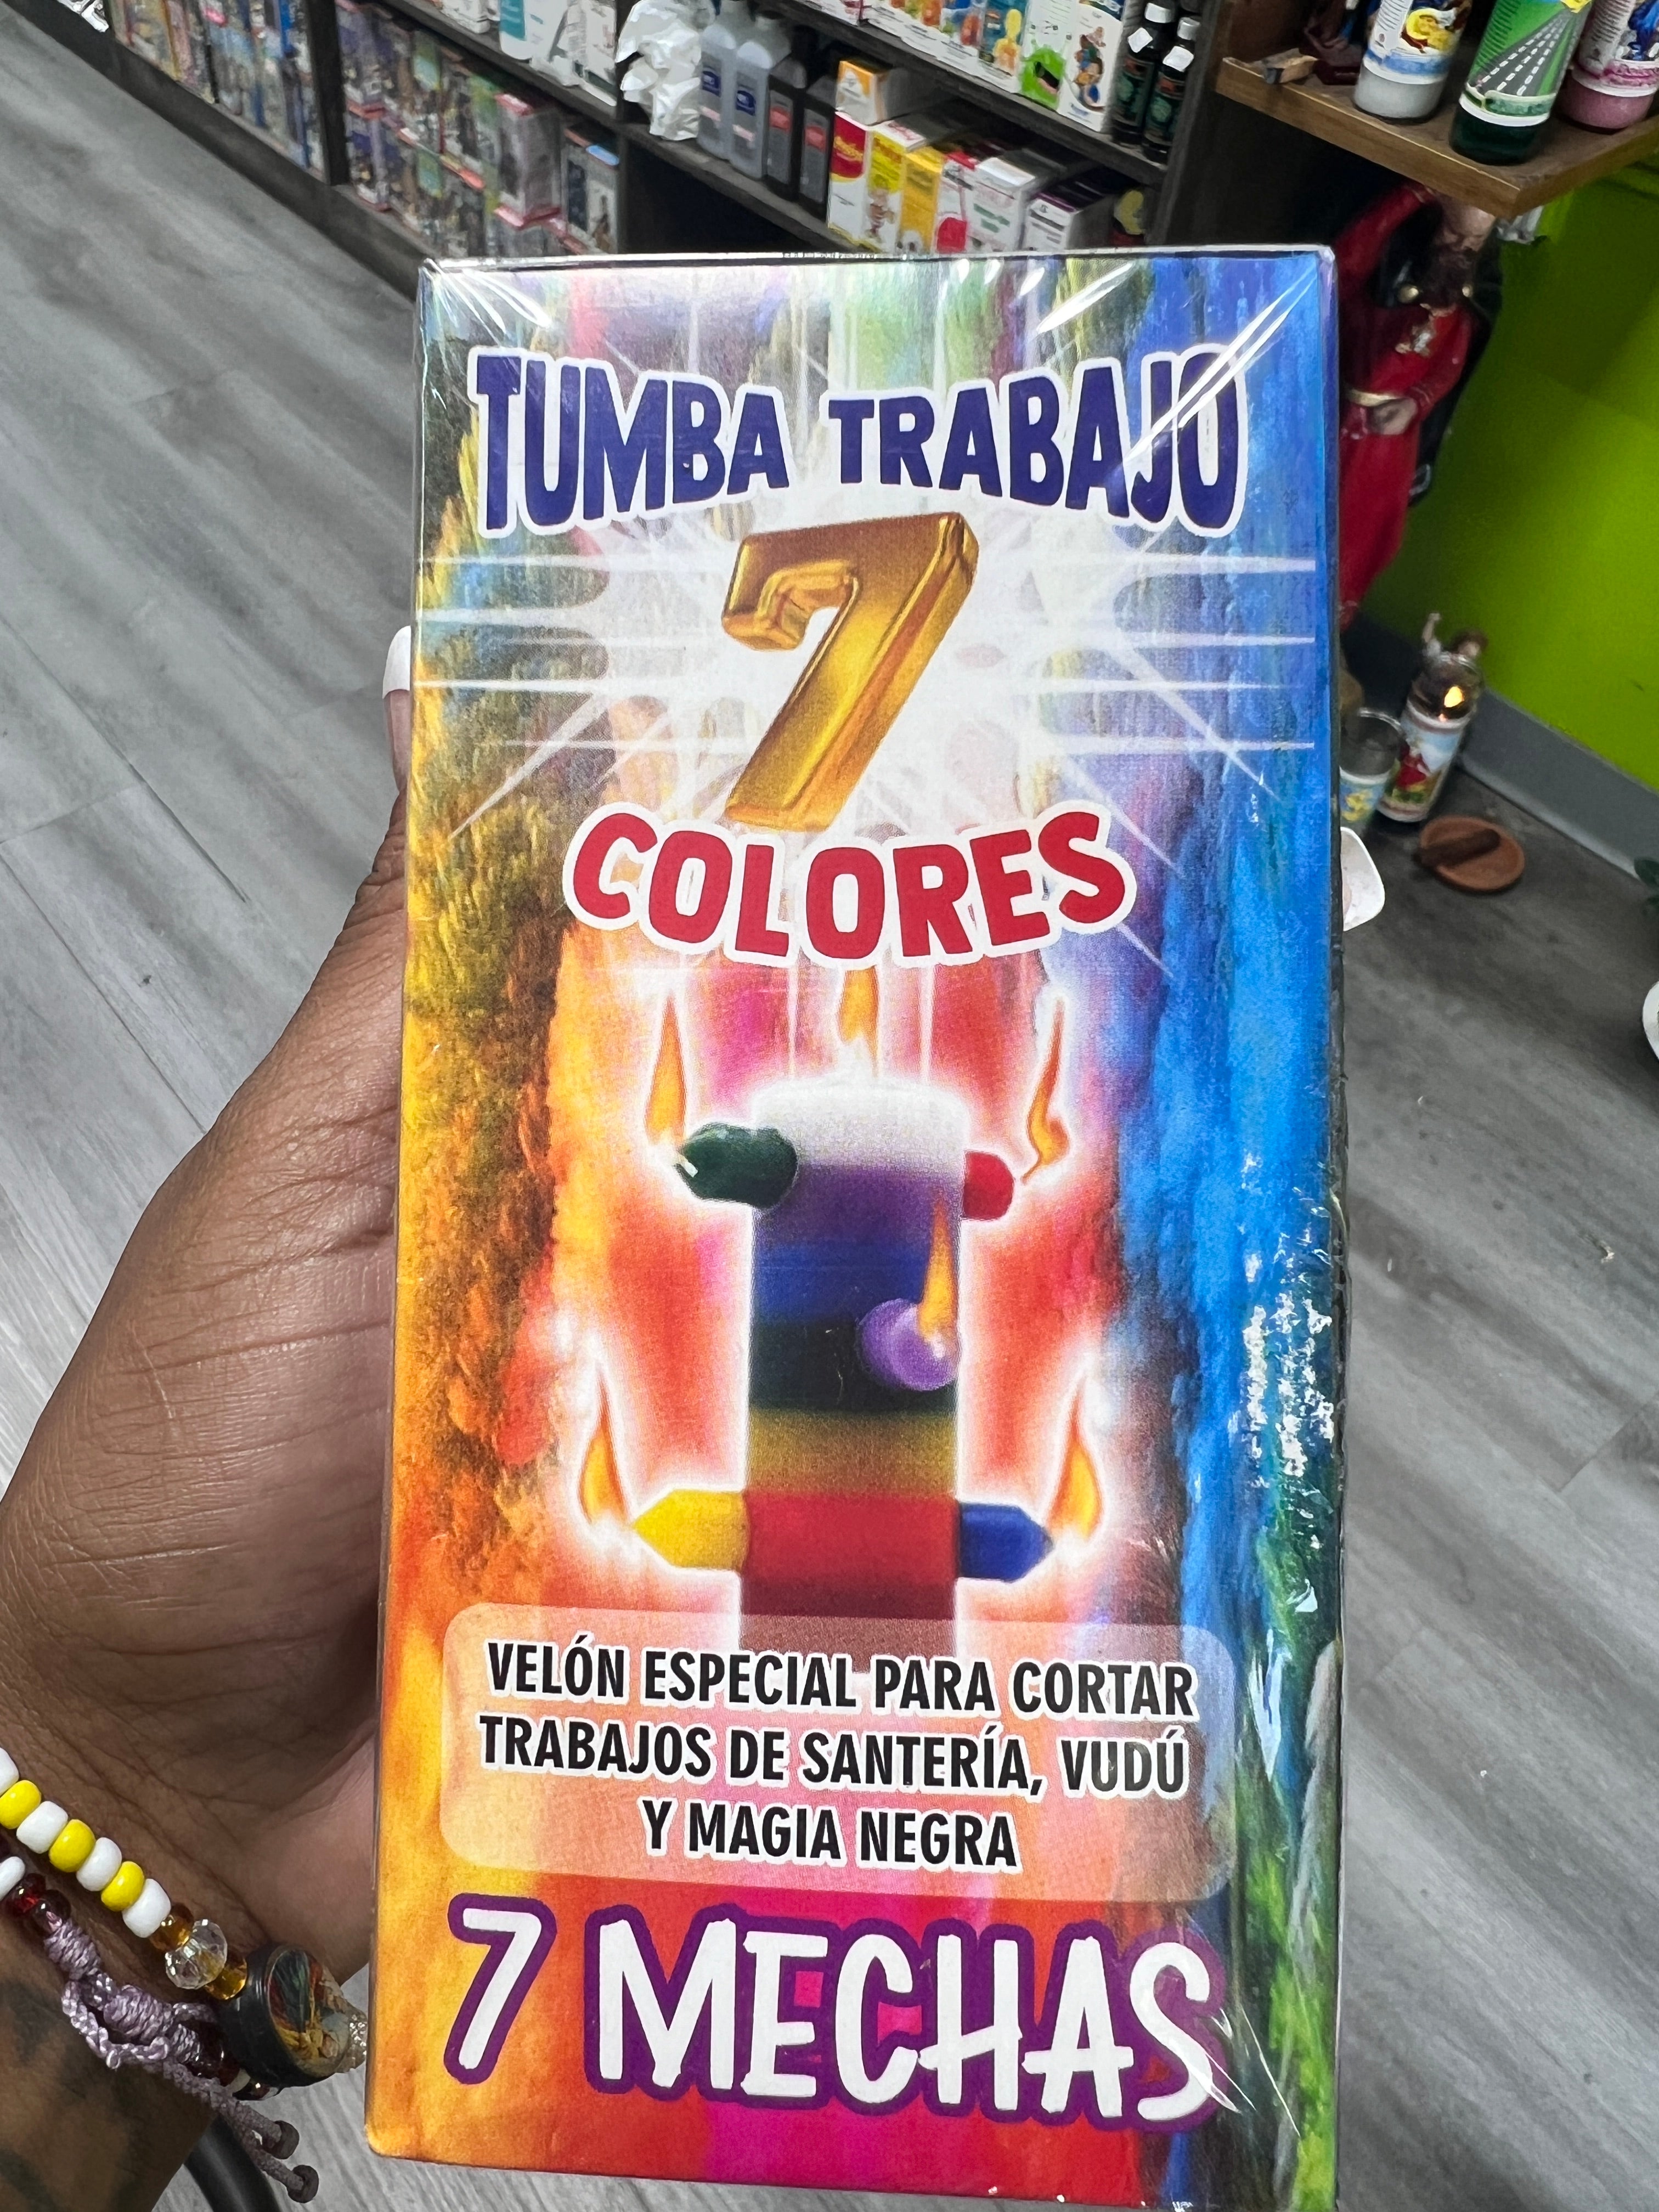 TUMBA TRABAJO
7
COLORES
VELÓN ESPECIAL PARA CORTAR
TRABAJOS DE SANTERÍA, VUDÚ
Y MAGIA NEGRA
7 MECHAS